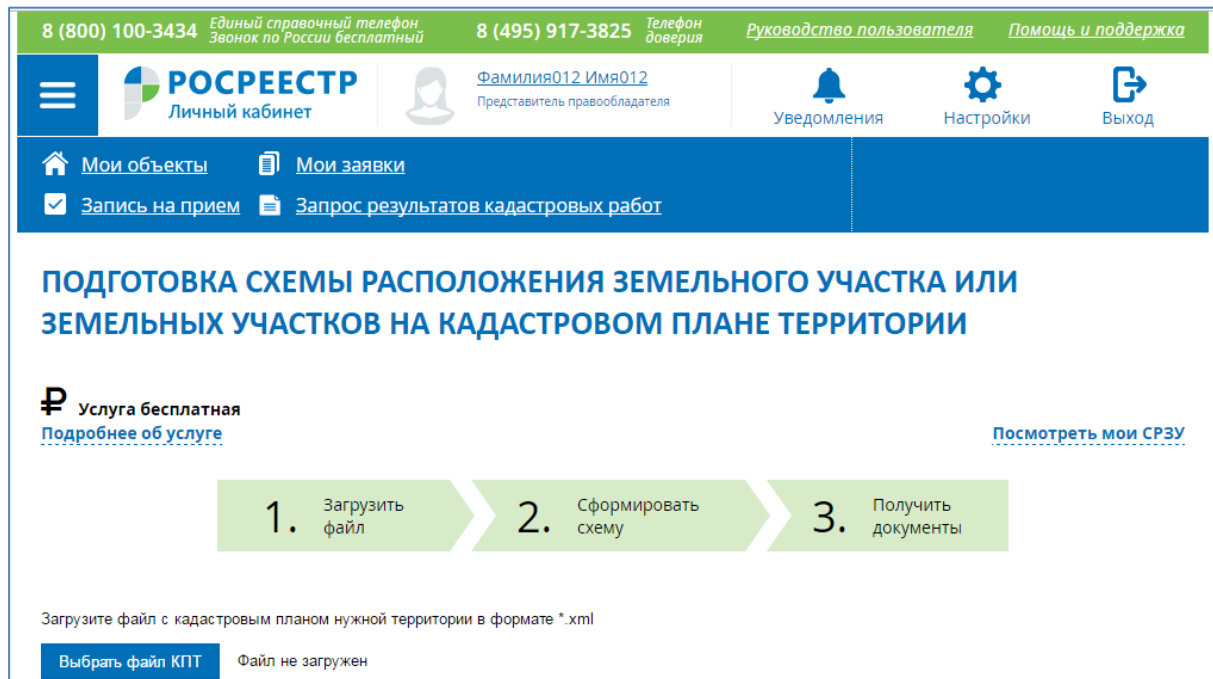 8 (800) 100-3434 Единый справочный телефон Звонок по России бесплатный 8 (495) 917-3825 Телефон доверия Руководство пользователя Помощь и поддержка
РОСРЕЕСТР
Личный кабинет
Фамилия012 Имя012
Представитель правообладателя
Уведомления Настройки Выход
Мои объекты Мои заявки
Запись на прием Запрос результатов кадастровых работ
ПОДГОТОВКА СХЕМЫ РАСПОЛОЖЕНИЯ ЗЕМЕЛЬНОГО УЧАСТКА ИЛИ
ЗЕМЕЛЬНЫХ УЧАСТКОВ НА КАДАСТРОВОМ ПЛАНЕ ТЕРРИТОРИИ
₽ Услуга бесплатная
Подробнее об услуге Посмотреть мои СРЗУ
1. Загрузить файл
2. Сформировать схему
3. Получить документы
Загрузите файл с кадастровым планом нужной территории в формате *.xml
Выбрать файл КПТ Файл не загружен